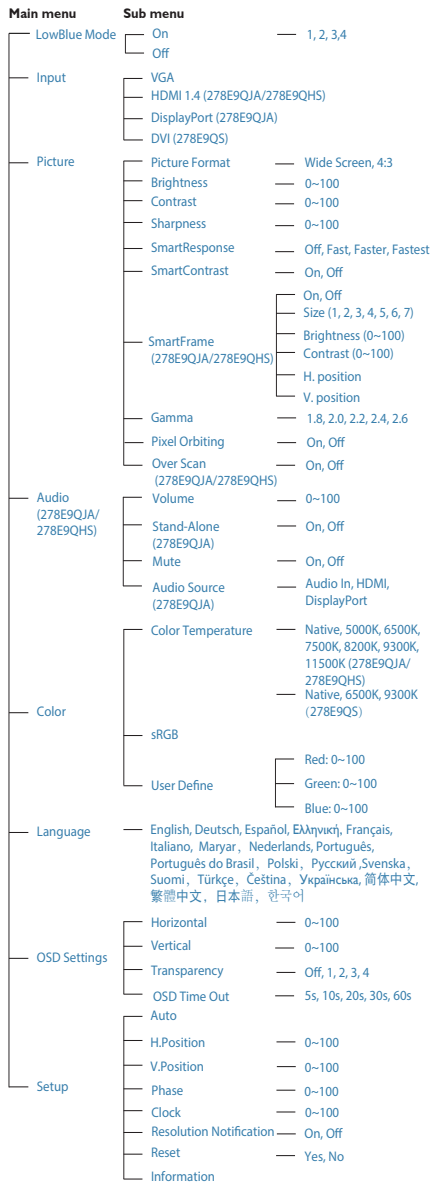 Main menu Sub menu
LowBlue Mode On 1, 2, 3,4
Off
Input VGA
HDMI 1.4 (278E9QJA/278E9QHS)
DisplayPort (278E9QJA)
DVI (278E9QS)
Picture Picture Format Wide Screen, 4:3
Brightness 0~100
Contrast 0~100
Sharpness 0~100
SmartResponse Off, Fast, Faster, Fastest
SmartContrast On, Off
SmartFrame
(278E9QJA/278E9QHS)
On, Off
Size (1, 2, 3, 4, 5, 6, 7)
Brightness (0~100)
Contrast (0~100)
H. position
V. position
Gamma 1.8, 2.0, 2.2, 2.4, 2.6
Pixel Orbiting On, Off
Over Scan On, Off
(278E9QJA/278E9QHS)
Audio
(278E9QJA/
278E9QHS)
Volume 0~100
Stand-Alone On, Off
(278E9QJA)
Mute On, Off
Audio Source
(278E9QJA)
Audio In, HDMI,
DisplayPort
Color
Color Temperature
Native, 5000K, 6500K,
7500K, 8200K, 9300K,
11500K (278E9QJA/
278E9QHS)
Native, 6500K, 9300K
(278E9QS)
sRGB
User Define
Red: 0~100
Green: 0~100
Blue: 0~100
Language English, Deutsch, Español, Ελληνική, Français,
Italiano, Maryar, Nederlands, Português,
Português do Brasil, Polski, Русский ,Svenska,
Suomi, Türkçe, Čeština, Українська, 简体中文,
繁體中文, 日本語, 한국어
OSD Settings
Horizontal 0~100
Vertical 0~100
Transparency Off, 1, 2, 3, 4
OSD Time Out 5s, 10s, 20s, 30s, 60s
Setup
Auto
H.Position 0~100
V.Position 0~100
Phase 0~100
Clock 0~100
Resolution Notification On, Off
Reset Yes, No
Information